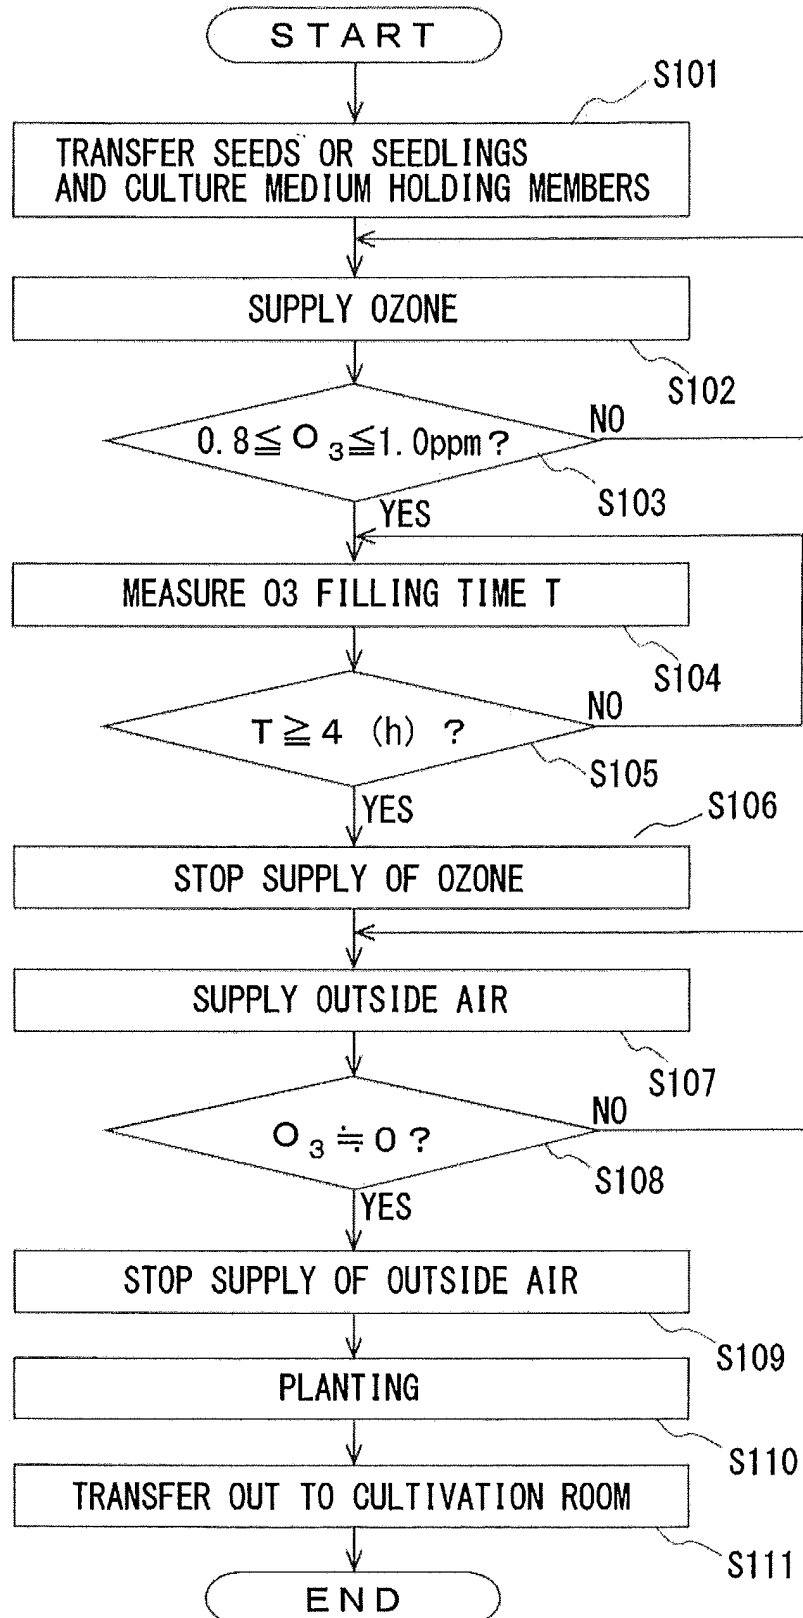 START
S101
TRANSFER SEEDS OR SEEDLINGS
AND CULTURE MEDIUM HOLDING MEMBERS
SUPPLY OZONE
S102
NO
0.8≦O₃≦1.0ppm?
S103
YES
MEASURE O3 FILLING TIME T
S104
NO
T≧4 (h) ?
S105
YES
S106
STOP SUPPLY OF OZONE
SUPPLY OUTSIDE AIR
S107
NO
O₃≒0?
S108
YES
STOP SUPPLY OF OUTSIDE AIR
S109
PLANTING
S110
TRANSFER OUT TO CULTIVATION ROOM
S111
END